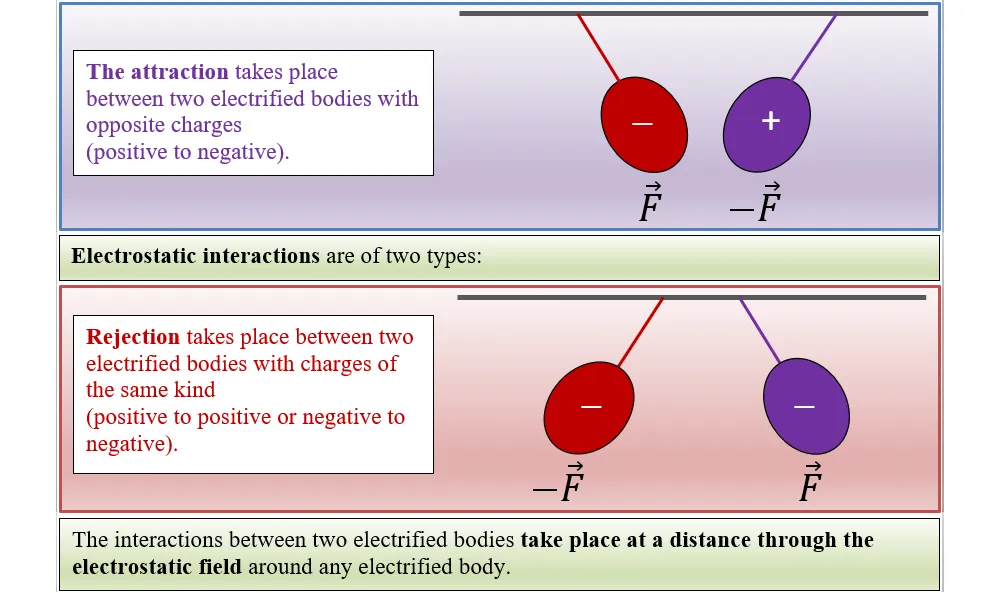 The attraction takes place
between two electrified bodies with
opposite charges
(positive to negative).
−
+
$\vec{F}$
$-\vec{F}$
Electrostatic interactions are of two types:
Rejection takes place between two
electrified bodies with charges of
the same kind
(positive to positive or negative to
negative).
−
−
$-\vec{F}$
$\vec{F}$
The interactions between two electrified bodies take place at a distance through the
electrostatic field around any electrified body.